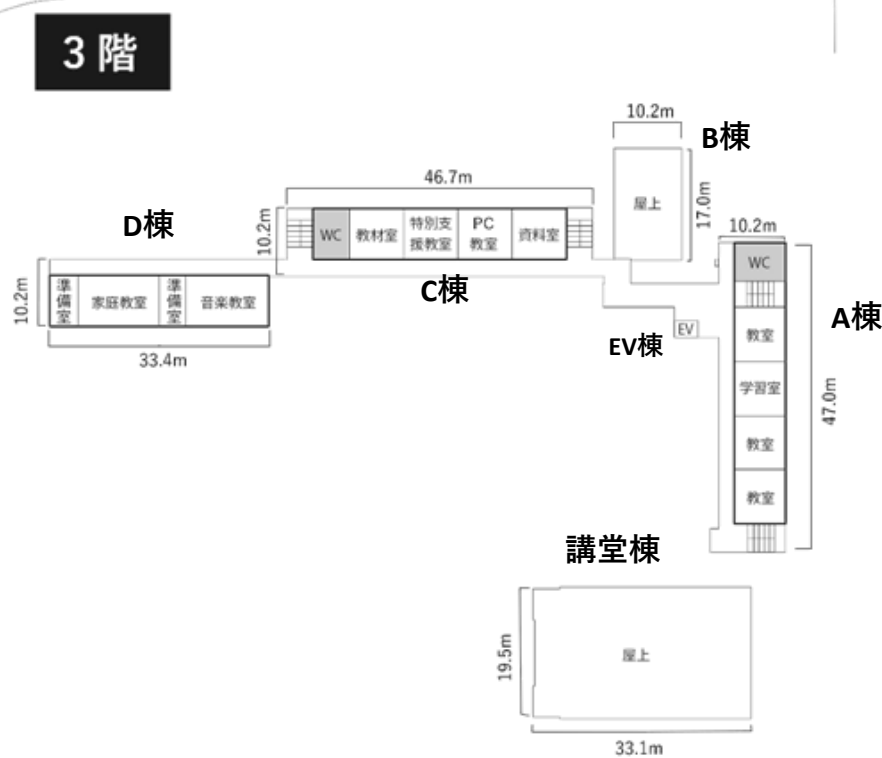 3 階
10.2m
B棟
46.7m
屋上
17.0m
D棟
10.2m
WC
教材室
特別支
援教室
PC
教室
資料室
10.2m
WC
C棟
10.2m
準備室
家庭教室
準備室
音楽教室
33.4m
EV
EV棟
教室
A棟
学習室
47.0m
教室
教室
講堂棟
19.5m
屋上
33.1m